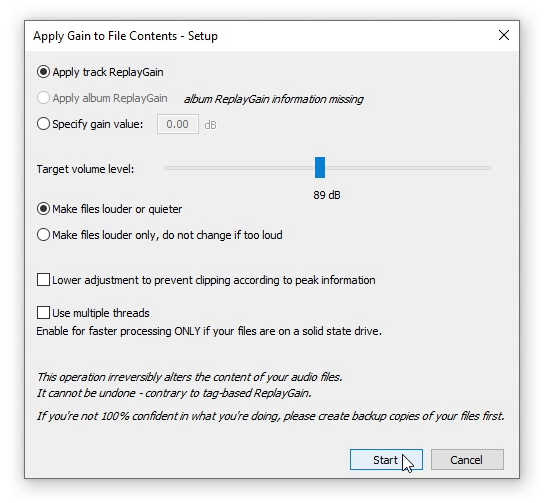 Apply Gain to File Contents - Setup
Apply track ReplayGain
Apply album ReplayGain album ReplayGain information missing
Specify gain value: 0.00 dB
Target volume level:
89 dB
Make files louder or quieter
Make files louder only, do not change if too loud
Lower adjustment to prevent clipping according to peak information
Use multiple threads
Enable for faster processing ONLY if your files are on a solid state drive.
This operation irreversibly alters the content of your audio files.
It cannot be undone - contrary to tag-based ReplayGain.
If you're not 100% confident in what you're doing, please create backup copies of your files first.
Start Cancel